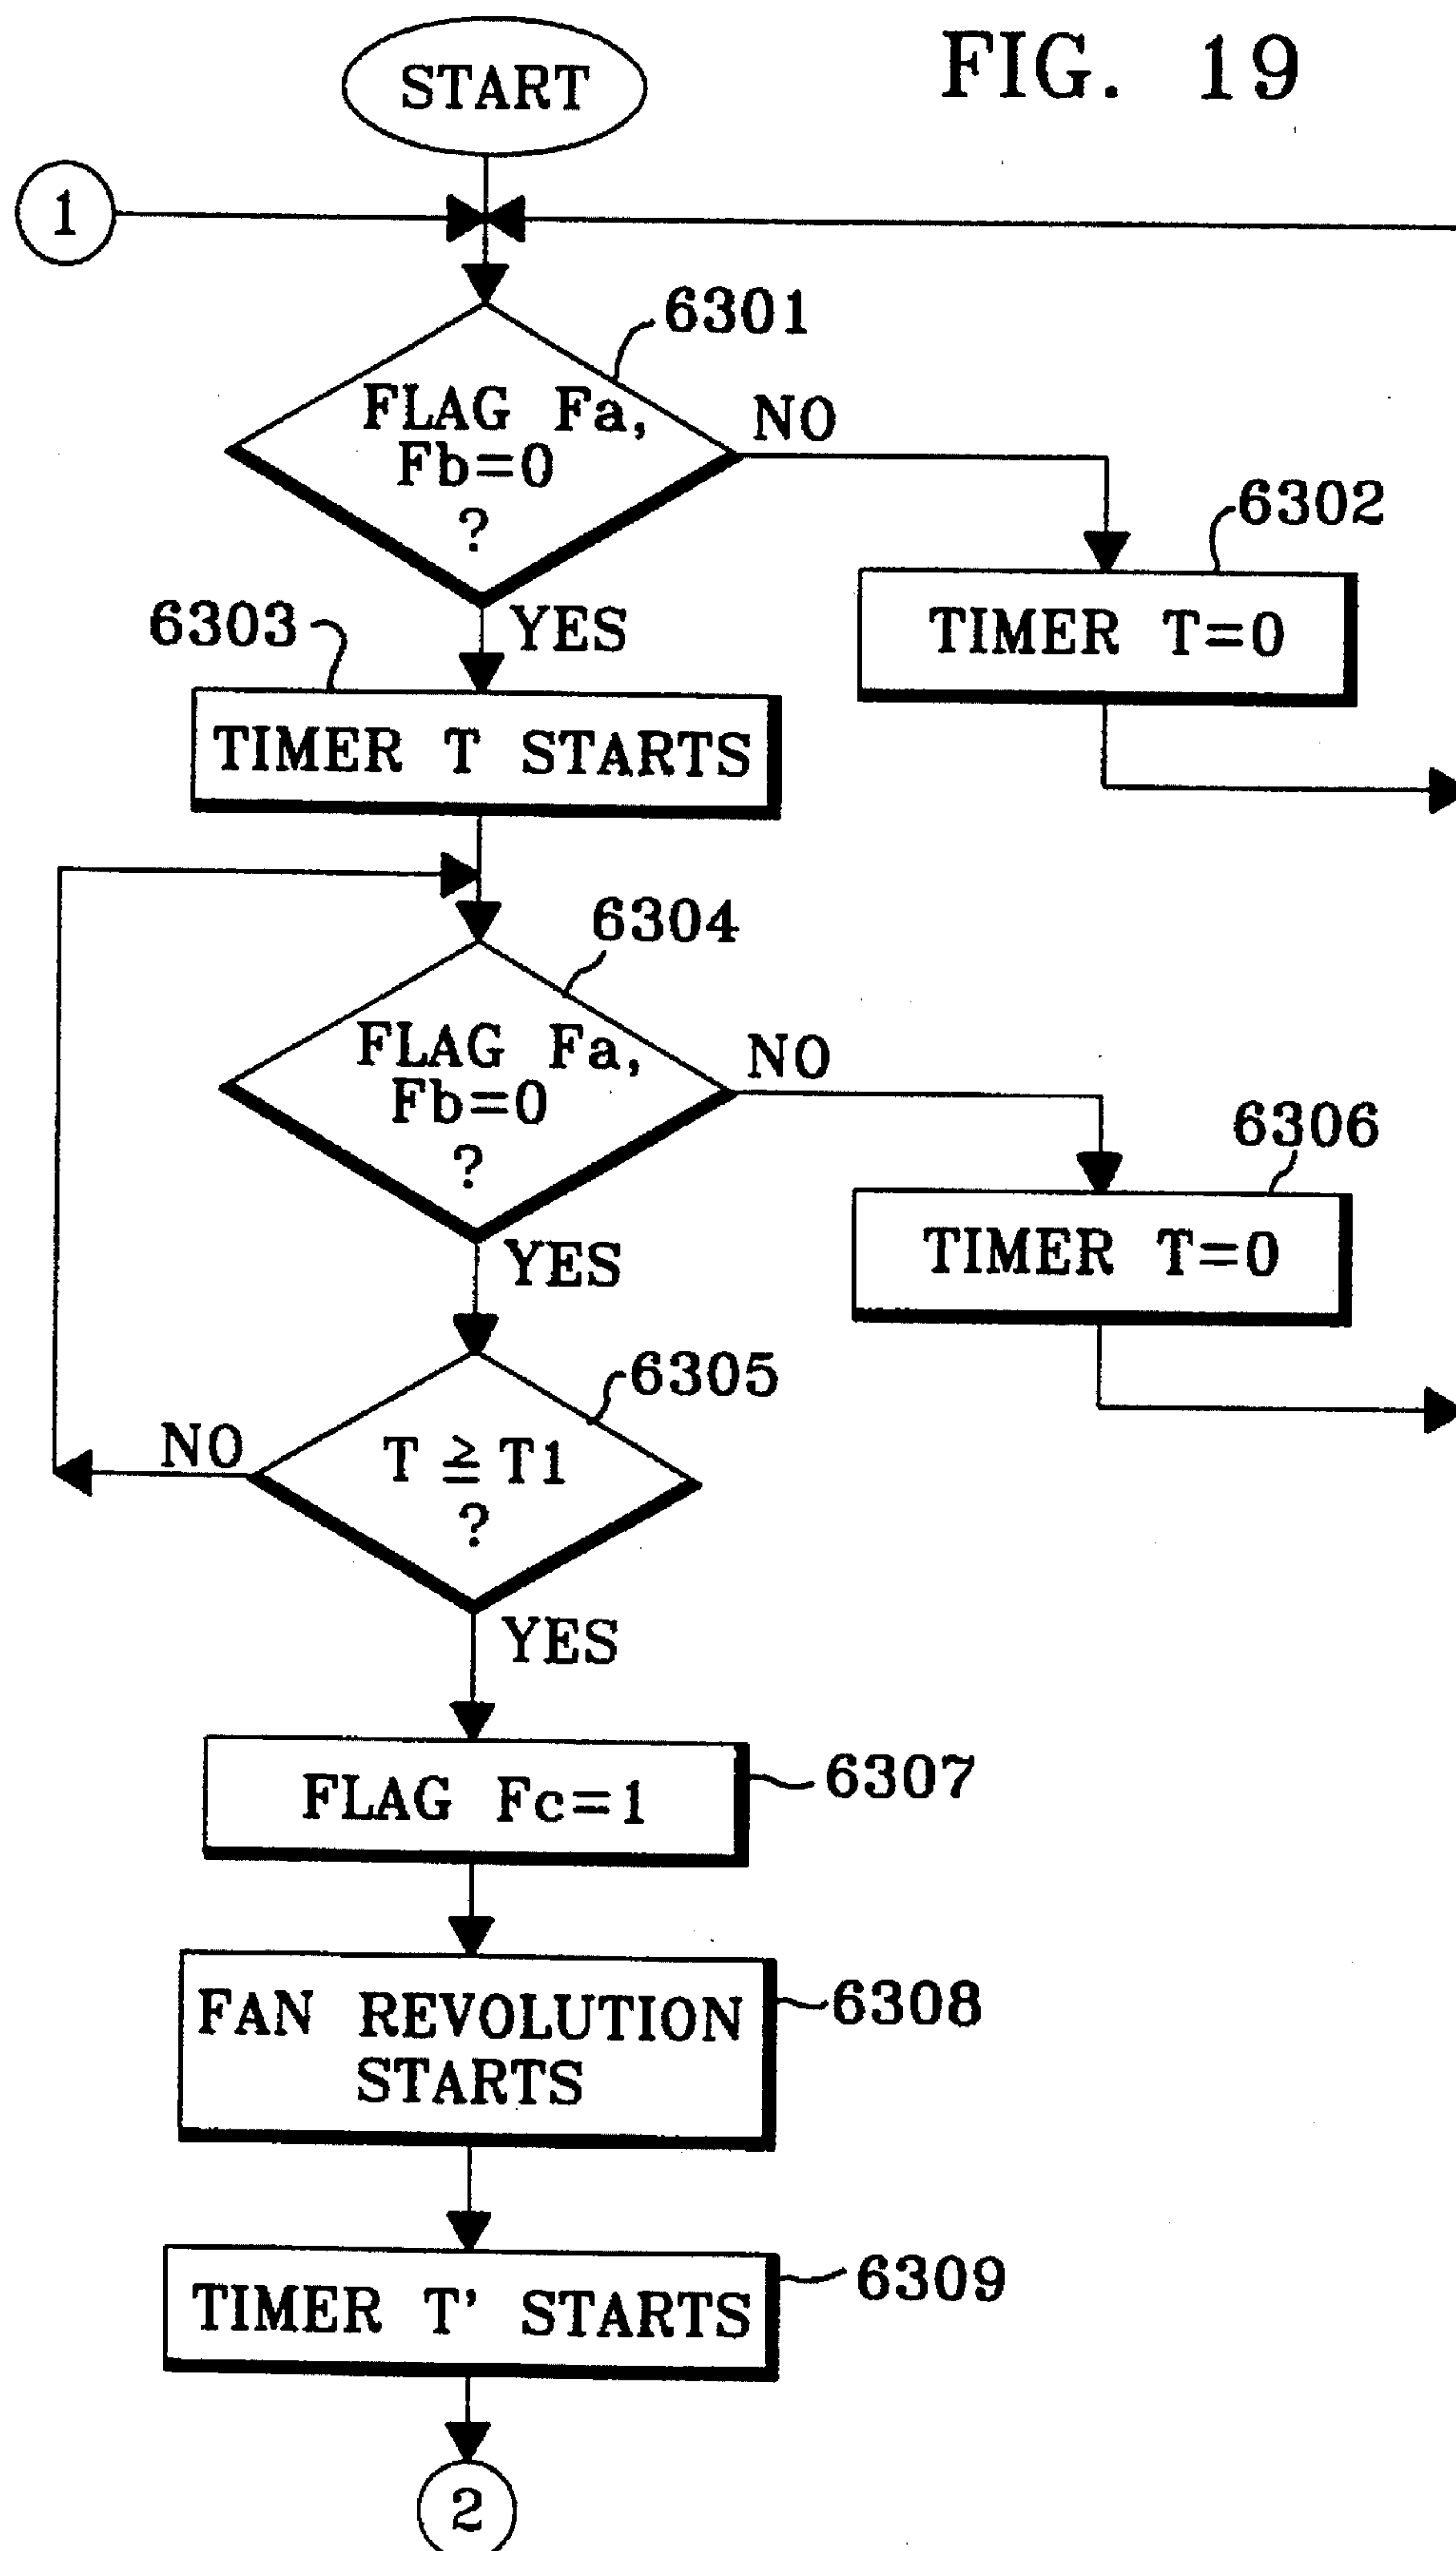 FIG. 19
START
1
6301
FLAG Fa,
Fb=0
?
NO
6302
TIMER T=0
YES
6303
TIMER T STARTS
6304
FLAG Fa,
Fb=0
?
NO
6306
TIMER T=0
YES
6305
T ≧ T1
?
NO
YES
FLAG Fc=1
6307
FAN REVOLUTION
STARTS
6308
TIMER T' STARTS
6309
2